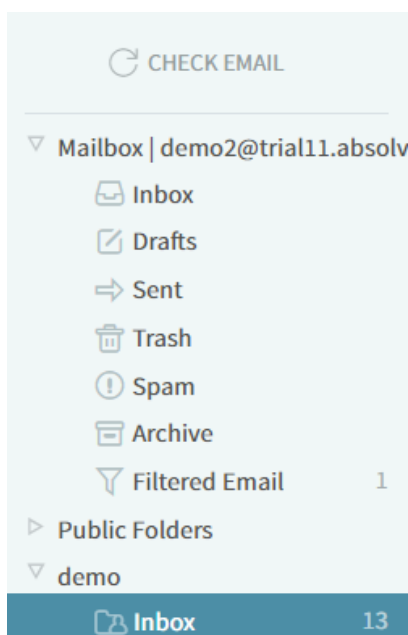 CHECK EMAIL
Mailbox | demo2@trial11.absolv
Inbox
Drafts
Sent
Trash
Spam
Archive
Filtered Email 1
Public Folders
demo
Inbox 13